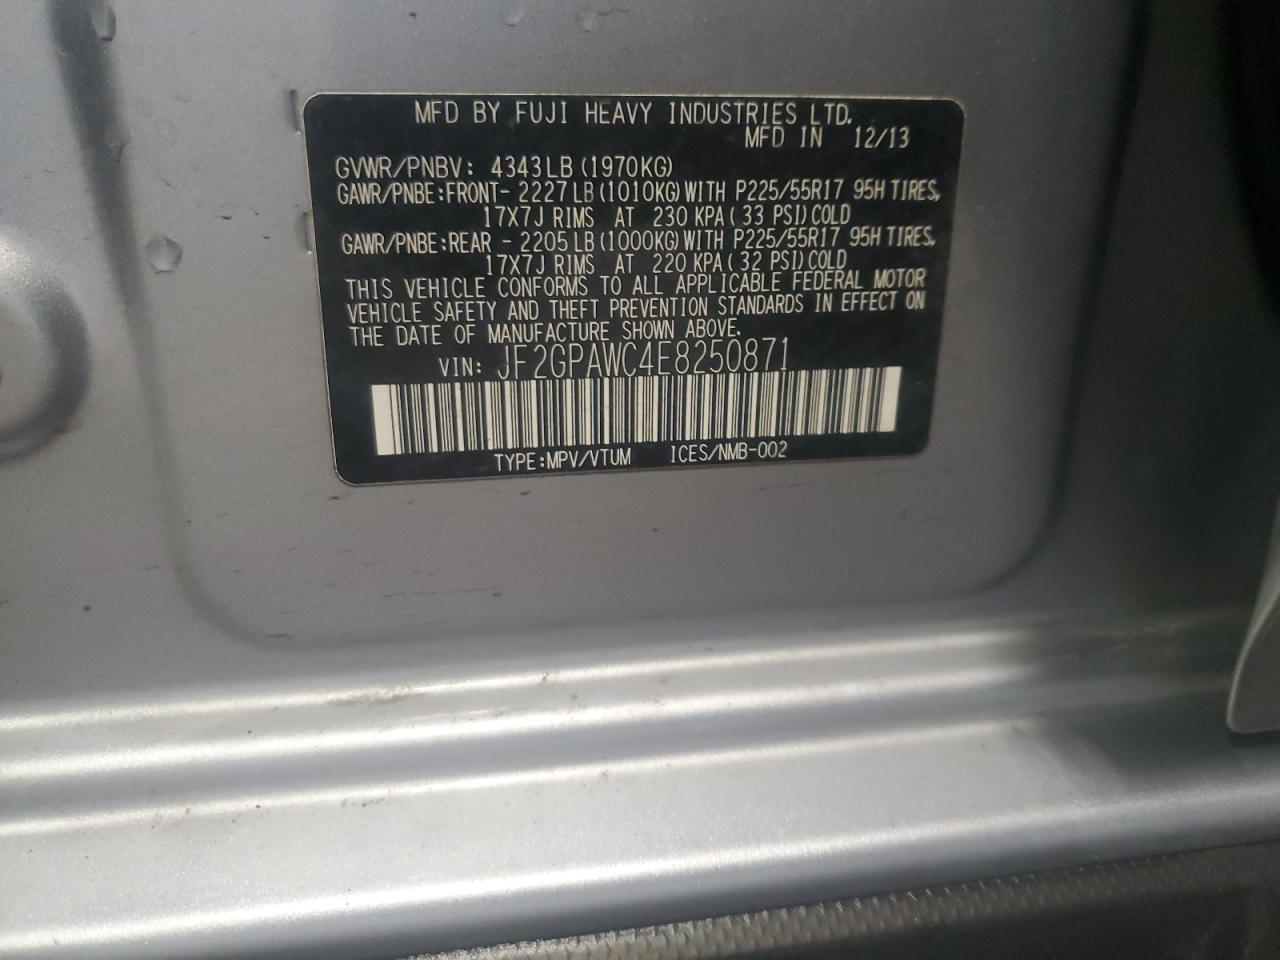 MFD BY FUJI HEAVY INDUSTRIES LTD.
MFD IN 12/13
GVWR/PNBV: 4343LB (1970KG)
GAWR/PNBE:FRONT- 2227LB (1010KG) WITH P225/55R17 95H TIRES,
17X7J RIMS AT 230 KPA ( 33 PSI) COLD
GAWR/PNBE:REAR - 2205LB (1000KG) WITH P225/55R17 95H TIRES,
17X7J RIMS AT 220 KPA ( 32 PSI) COLD
THIS VEHICLE CONFORMS TO ALL APPLICABLE FEDERAL MOTOR
VEHICLE SAFETY AND THEFT PREVENTION STANDARDS IN EFFECT ON
THE DATE OF MANUFACTURE SHOWN ABOVE.
VIN: JF2GPAWC4E8250871
TYPE:MPV/VTUM ICES/NMB-002